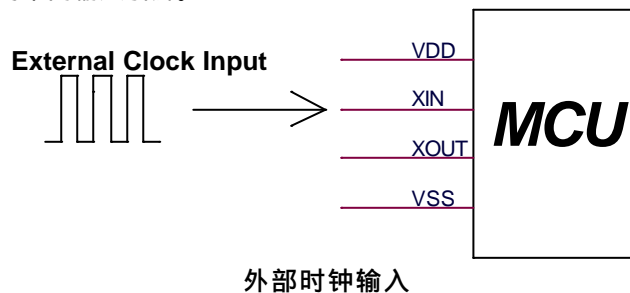 External Clock Input
VDD
XIN
MCU
XOUT
VSS
外部时钟输入